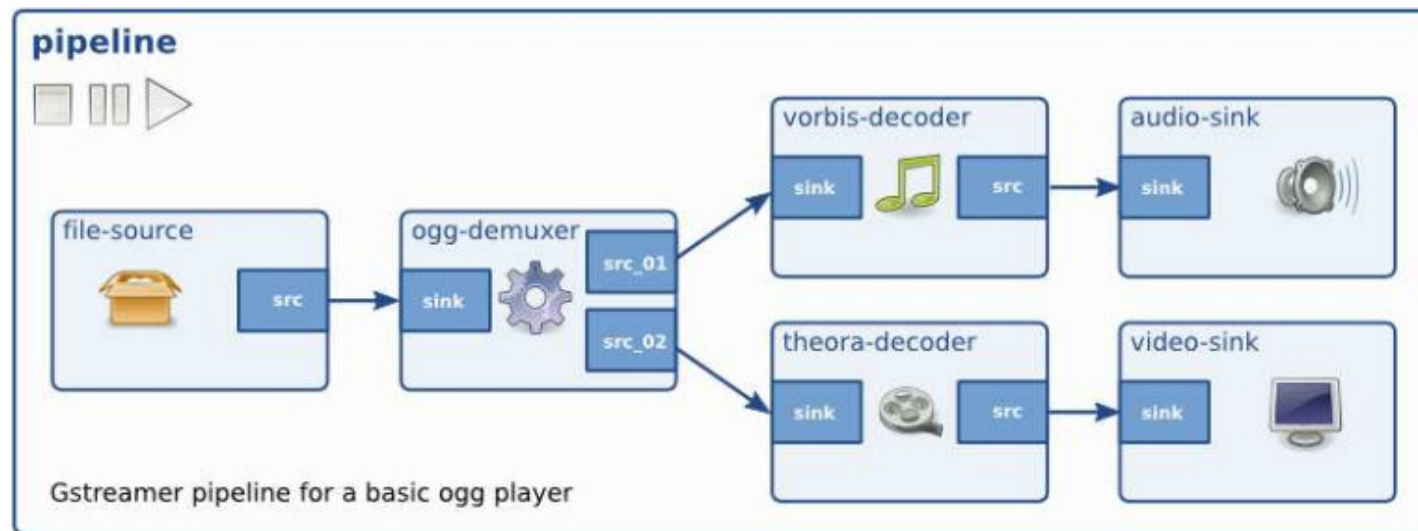 pipeline
file-source
src
ogg-demuxer
sink
src_01
src_02
vorbis-decoder
sink
src
audio-sink
sink
theora-decoder
sink
src
video-sink
sink
Gstreamer pipeline for a basic ogg player